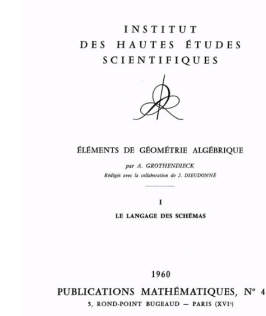 INSTITUT
DES HAUTES ÉTUDES
SCIENTIFIQUES
ÉLÉMENTS DE GÉOMÉTRIE ALGÉBRIQUE
par A. GROTHENDIECK
Rédigés avec la collaboration de J. DIEUDONNÉ
I
LE LANGAGE DES SCHÉMAS
1960
PUBLICATIONS MATHÉMATIQUES, N° 4
5, ROND-POINT BUGEAUD — PARIS (XVIe)